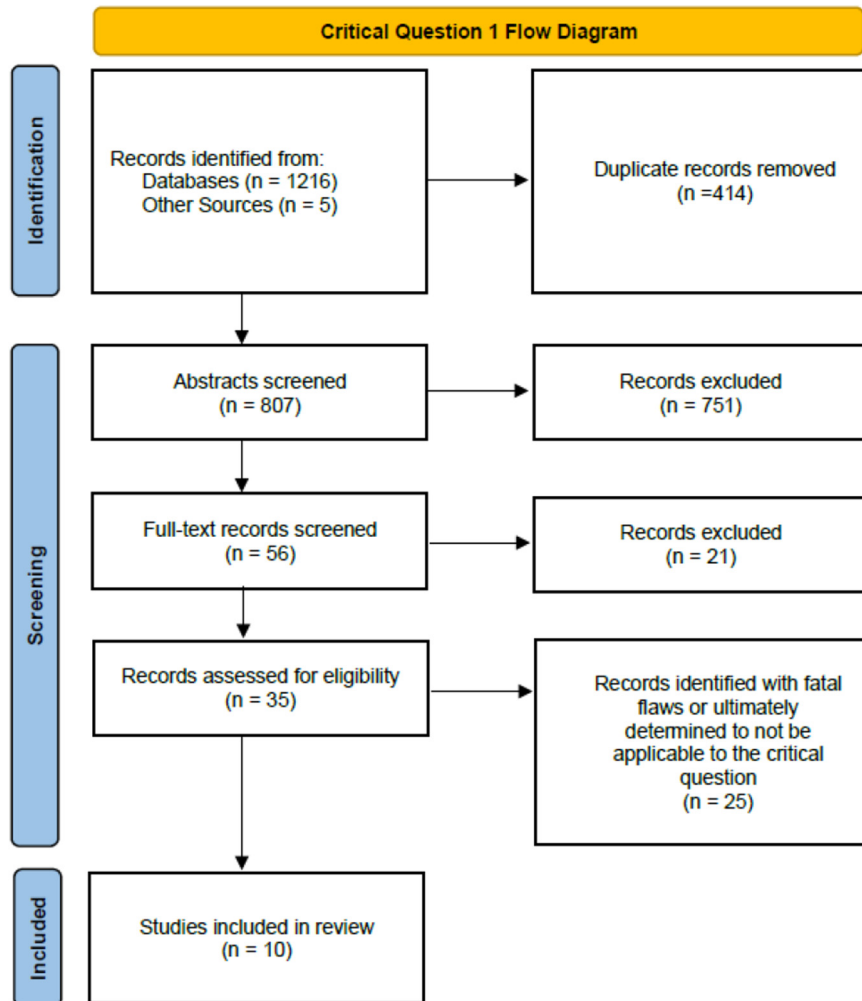 Critical Question 1 Flow Diagram
Identification
Records identified from:
Databases (n = 1216)
Other Sources (n = 5)
Duplicate records removed
(n =414)
Screening
Abstracts screened
(n = 807)
Records excluded
(n = 751)
Full-text records screened
(n = 56)
Records excluded
(n = 21)
Records assessed for eligibility
(n = 35)
Records identified with fatal
flaws or ultimately
determined to not be
applicable to the critical
question
(n = 25)
Included
Studies included in review
(n = 10)